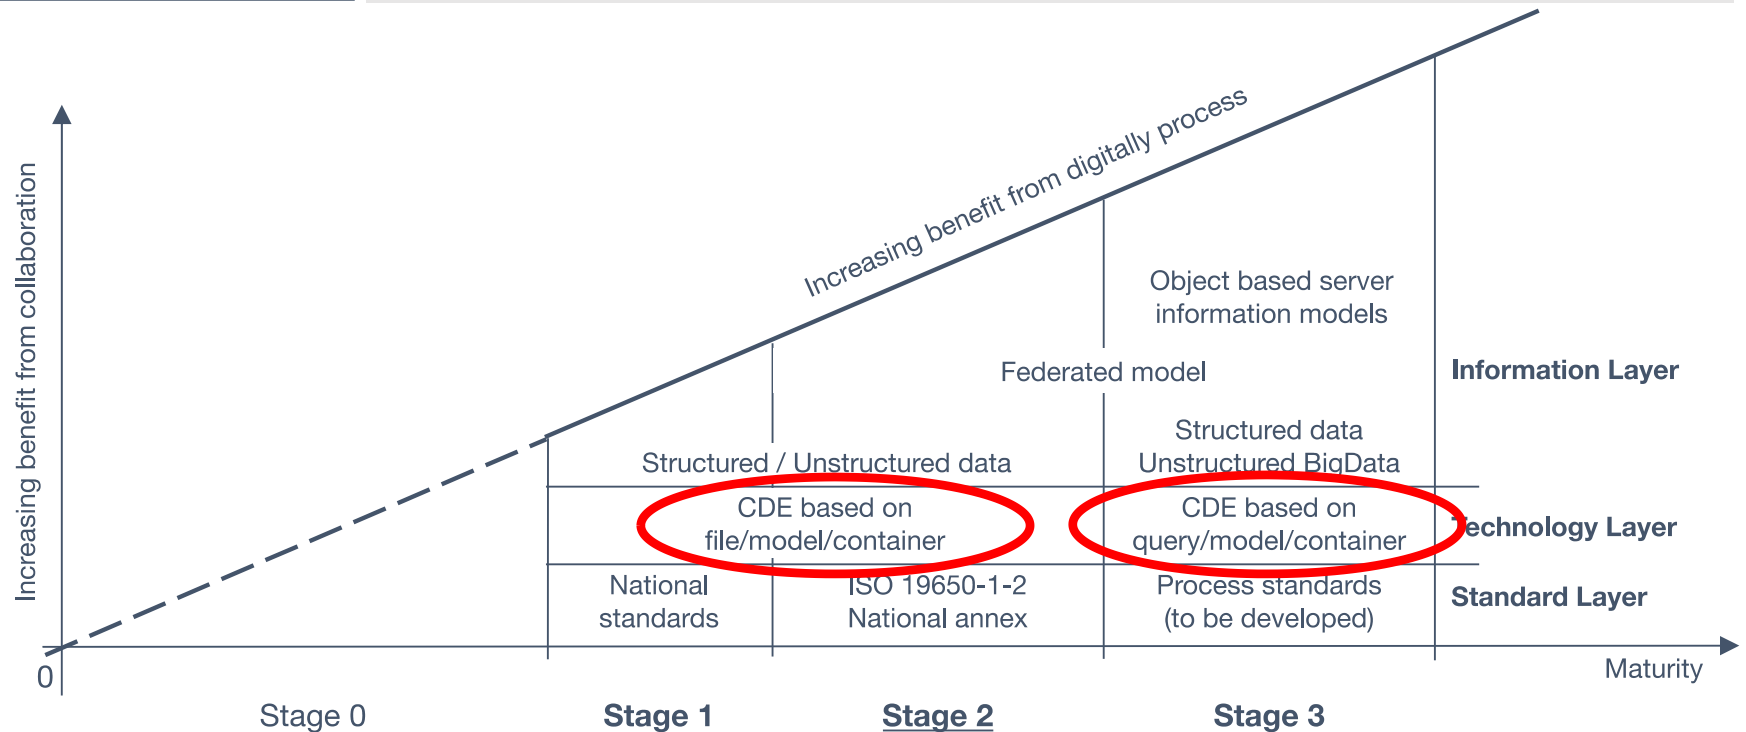 Increasing benefit from collaboration
Increasing benefit from digitally process
Object based server
information models
Federated model
Information Layer
Structured data
Unstructured BigData
Structured / Unstructured data
CDE based on
file/model/container
CDE based on
query/model/container
Technology Layer
National
standards
ISO 19650-1-2
National annex
Process standards
(to be developed)
Standard Layer
0
Maturity
Stage 0
Stage 1
Stage 2
Stage 3